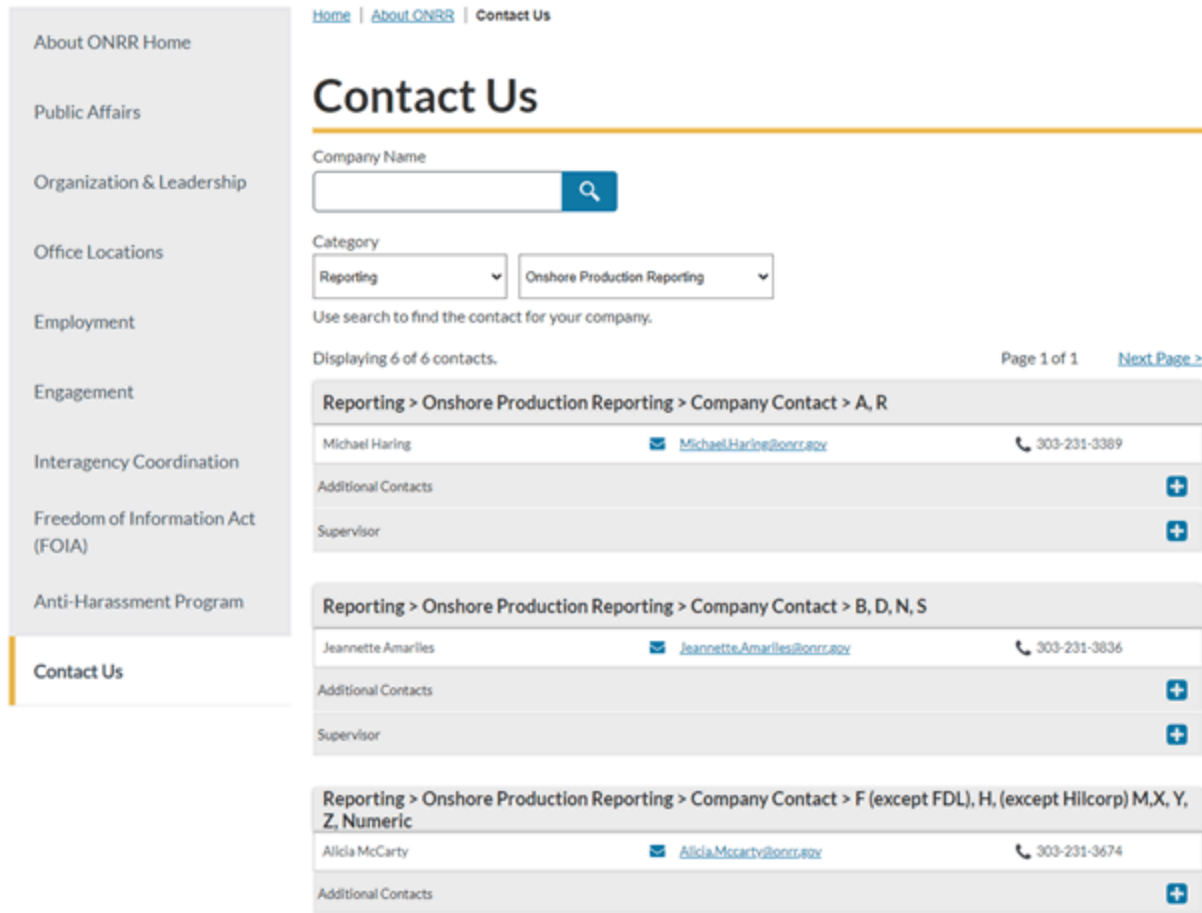 About ONRR Home
Public Affairs
Organization & Leadership
Office Locations
Employment
Engagement
Interagency Coordination
Freedom of Information Act
(FOIA)
Anti-Harassment Program
Contact Us
Home | About ONRR | Contact Us
Contact Us
Company Name
Category
Reporting
Onshore Production Reporting
Use search to find the contact for your company.
Displaying 6 of 6 contacts.
Page 1 of 1
Next Page >
Reporting > Onshore Production Reporting > Company Contact > A, R
Michael Haring
Michael.Haring@onrr.gov
303-231-3389
Additional Contacts
Supervisor
Reporting > Onshore Production Reporting > Company Contact > B, D, N, S
Jeannette Amariles
Jeannette.Amarlles@onrr.gov
303-231-3836
Additional Contacts
Supervisor
Reporting > Onshore Production Reporting > Company Contact > F (except FDL), H, (except Hilcorp) M,X, Y,
Z, Numeric
Alicia McCarty
Alicia.Mccarty@onrr.gov
303-231-3674
Additional Contacts